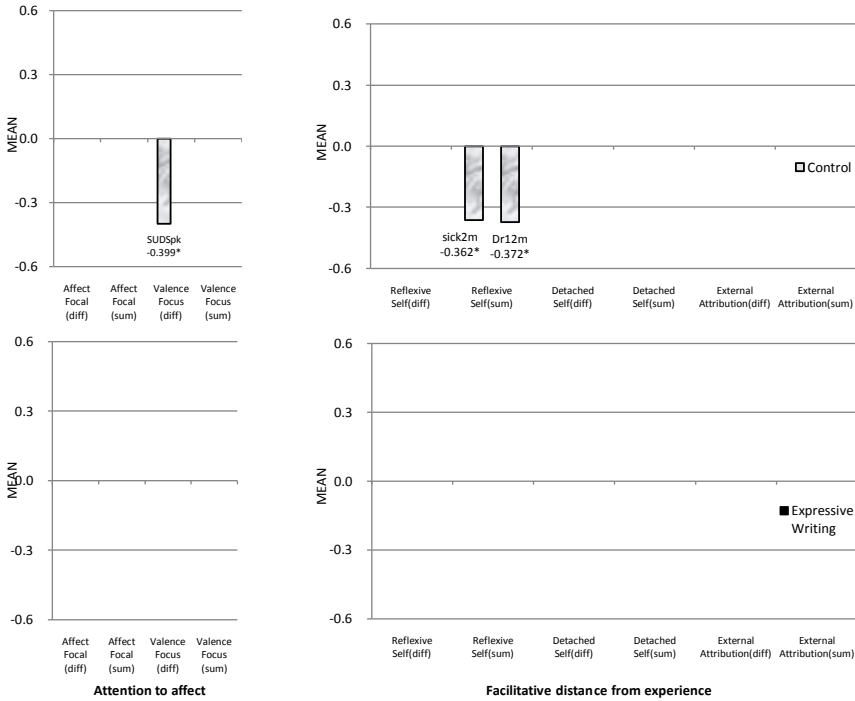 0.6
0.3
0.0
-0.3
-0.6
MEAN
SUDSpk
-0.399*
Affect Focal (diff)
Affect Focal (sum)
Valence Focus (diff)
Valence Focus (sum)
0.6
0.3
0.0
-0.3
-0.6
MEAN
sick2m
-0.362*
Dr12m
-0.372*
Control
Reflexive Self(diff)
Reflexive Self(sum)
Detached Self(diff)
Detached Self(sum)
External Attribution(diff)
External Attribution(sum)
0.6
0.3
0.0
-0.3
-0.6
MEAN
Affect Focal (diff)
Affect Focal (sum)
Valence Focus (diff)
Valence Focus (sum)
Attention to affect
0.6
0.3
0.0
-0.3
-0.6
MEAN
Expressive
Writing
Reflexive Self(diff)
Reflexive Self(sum)
Detached Self(diff)
Detached Self(sum)
External Attribution(diff)
External Attribution(sum)
Facilitative distance from experience